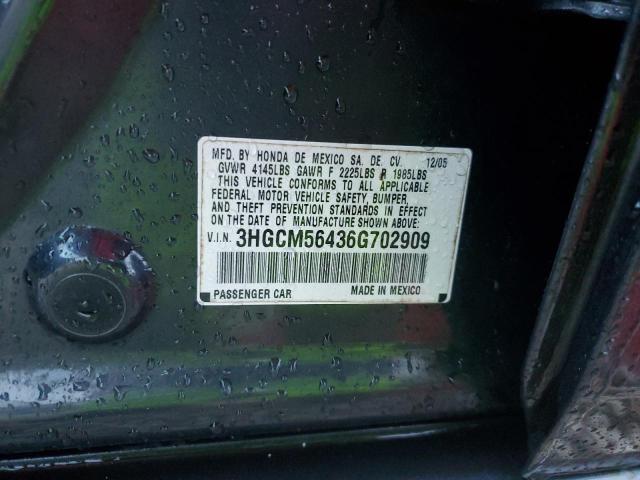 MFD. BY HONDA DE MEXICO SA. DE. CV. 12/05
GVWR 4145LBS GAWR F 2225LBS R 1985LBS
THIS VEHICLE CONFORMS TO ALL APPLICABLE
FEDERAL MOTOR VEHICLE SAFETY, BUMPER,
AND THEFT PREVENTION STANDARDS IN EFFECT
ON THE DATE OF MANUFACTURE SHOWN ABOVE:
V.I.N. 3HGCM56436G702909
PASSENGER CAR MADE IN MEXICO